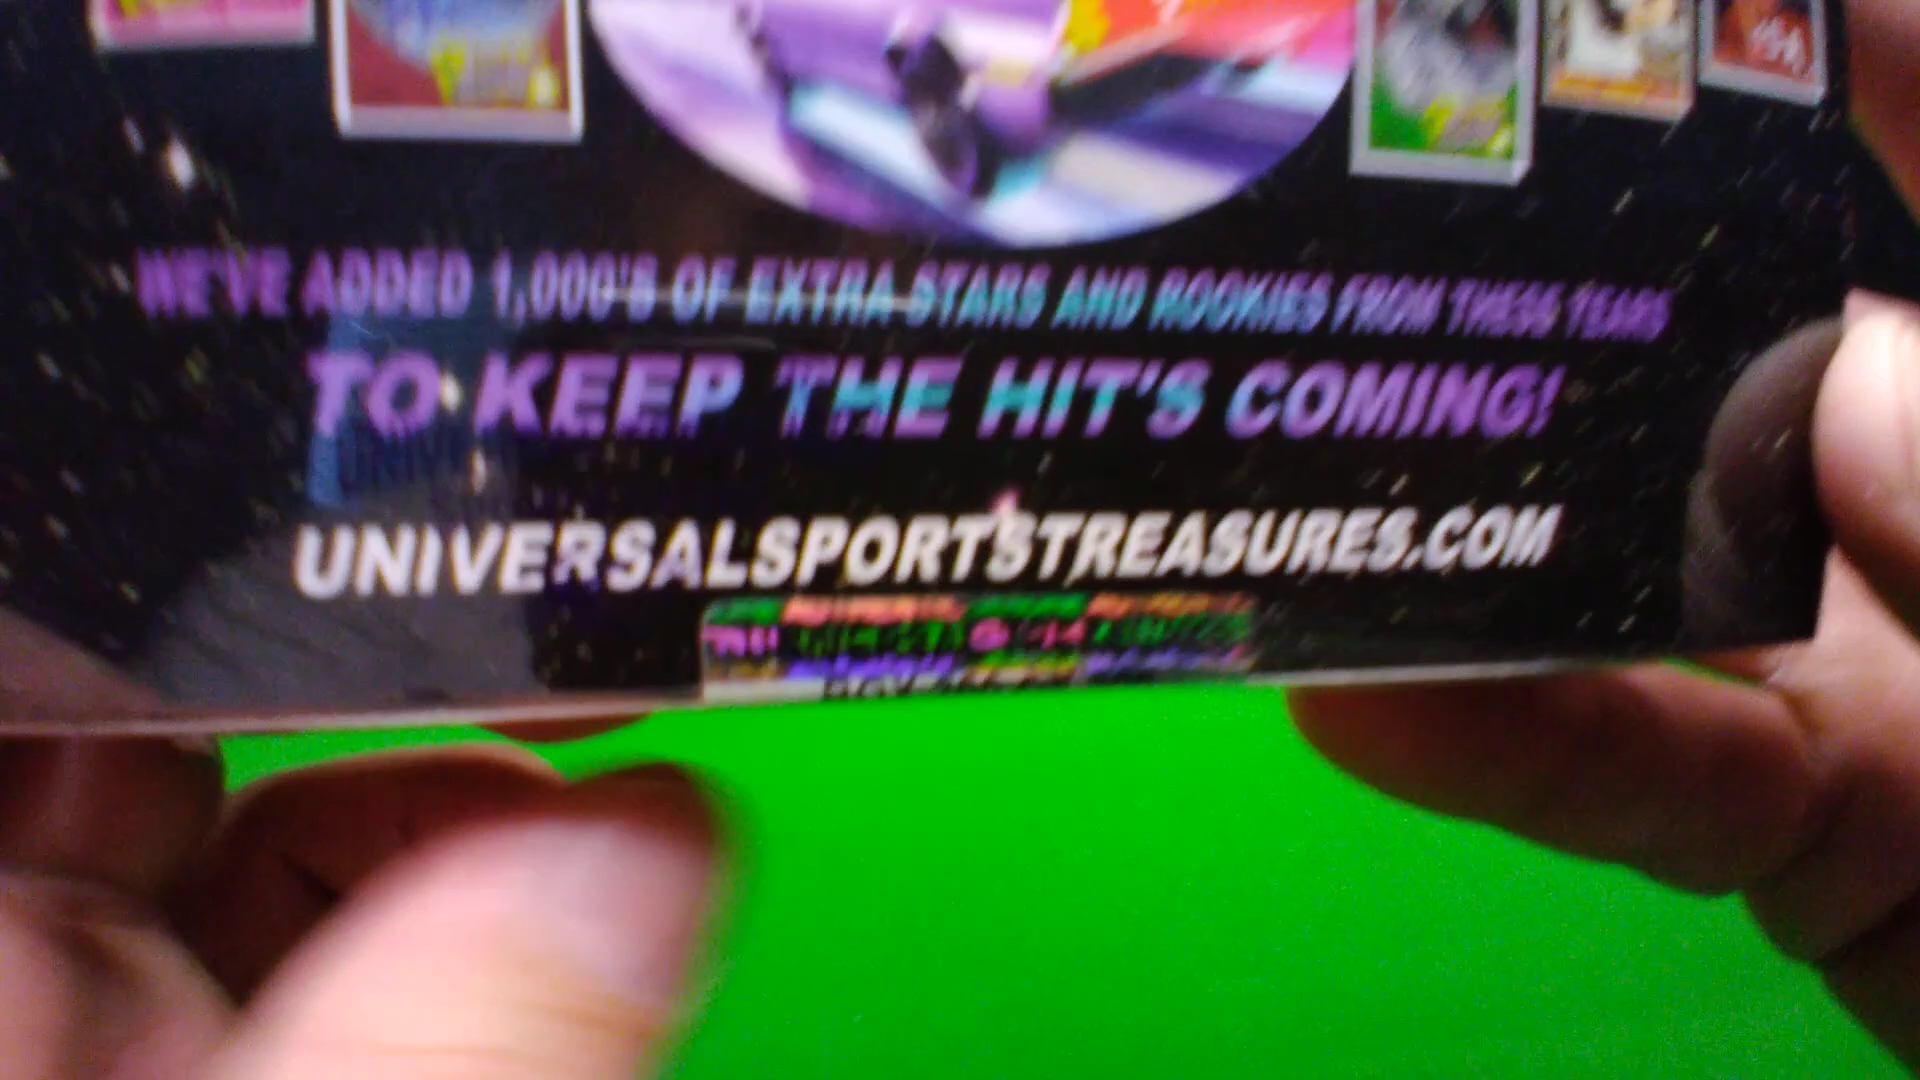 WE'VE ADDED 1,000'S OF EXTRA STARS AND ROOKIES FROM THESE YEARS
TO KEEP THE HIT'S COMING!
UNIVERSALSPORTSTREASURES.COM